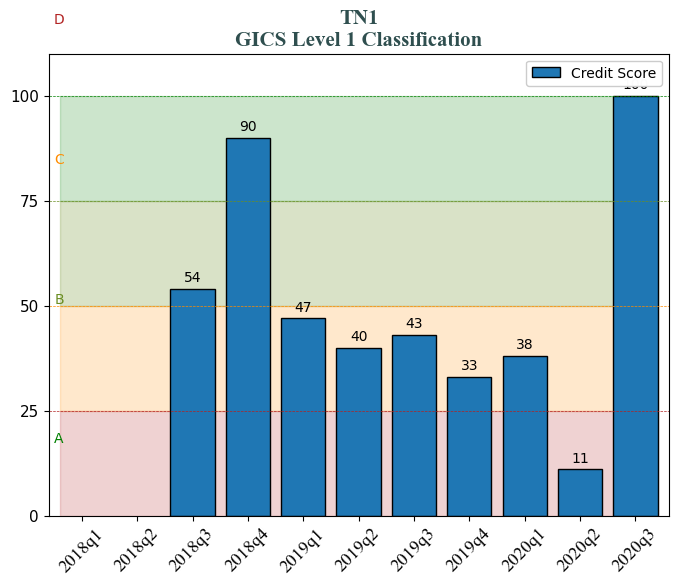 D
TN1
GICS Level 1 Classification
Credit Score
100
100
C
90
75
54
B
50
47
40
43
33
38
25
A
11
0
2018q1
2018q2
2018q3
2018q4
2019q1
2019q2
2019q3
2019q4
2020q1
2020q2
2020q3